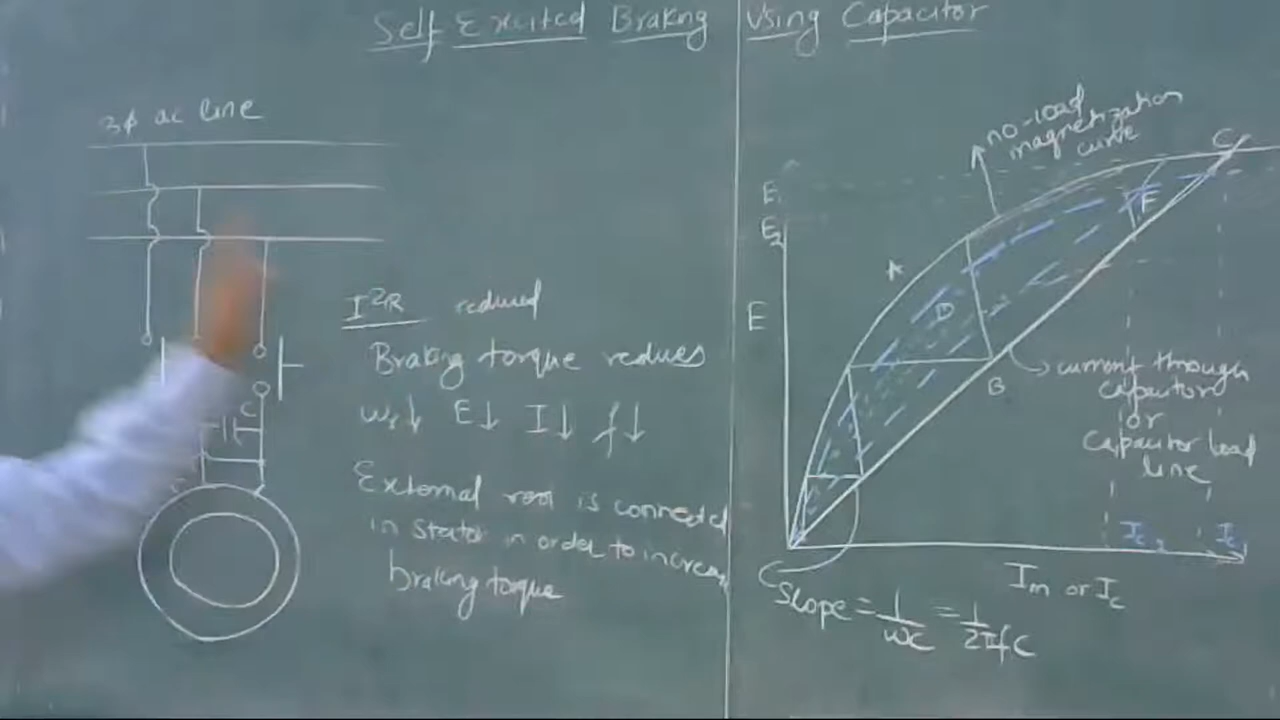 Self Excited Braking Using Capacitor
3φ ac line
I²R reduced
Braking torque reduces
ωr↓ E↓ I↓ f↓
External
is connected
in stator in order to increase
braking torque
C
no-load
magnetization
curve
C
E
E₂
F
A
D
E
B
current through
capacitor
or
capacitor load
line
Im or Ic
Slope = 1/ωC = 1/2πfC